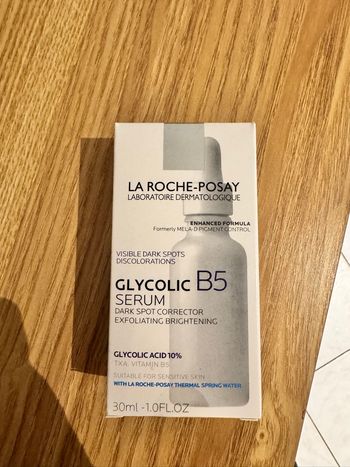 LA ROCHE-POSAY
LABORATOIRE DERMATOLOGIQUE
ENHANCED FORMULA
Formerly MELA-D PIGMENT CONTROL
VISIBLE DARK SPOTS
DISCOLORATIONS
GLYCOLIC B5
SERUM
DARK SPOT CORRECTOR
EXFOLIATING BRIGHTENING
GLYCOLIC ACID 10%
TXA, VITAMIN B5
SUITABLE FOR SENSITIVE SKIN
WITH LA ROCHE-POSAY THERMAL SPRING WATER
30ml -1.0FL.OZ